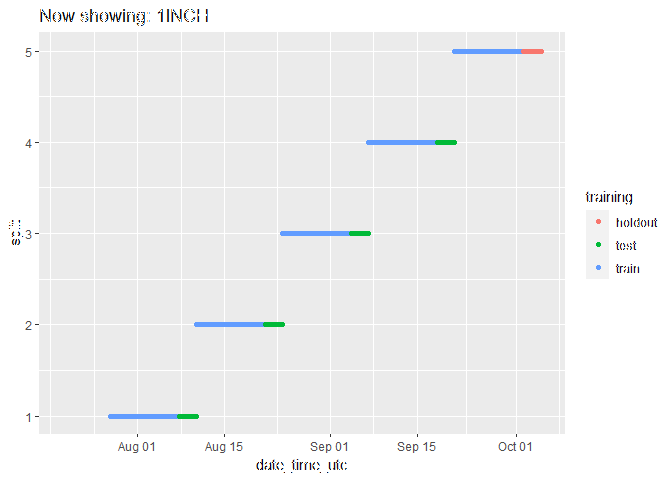 Now showing: 1INCH
5
4
3
2
1
split
Aug 01 Aug 15 Sep 01 Sep 15 Oct 01
date_time_utc
training
holdout
test
train